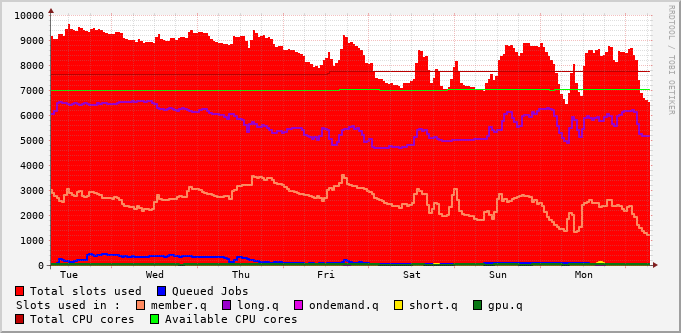 10000
9000
8000
7000
6000
5000
4000
3000
2000
1000
0
Tue Wed Thu Fri Sat Sun Mon
Total slots used Queued Jobs
Slots used in : member.q long.q ondemand.q short.q gpu.q
Total CPU cores Available CPU cores
RRDTOOL / TOBI OETIKER